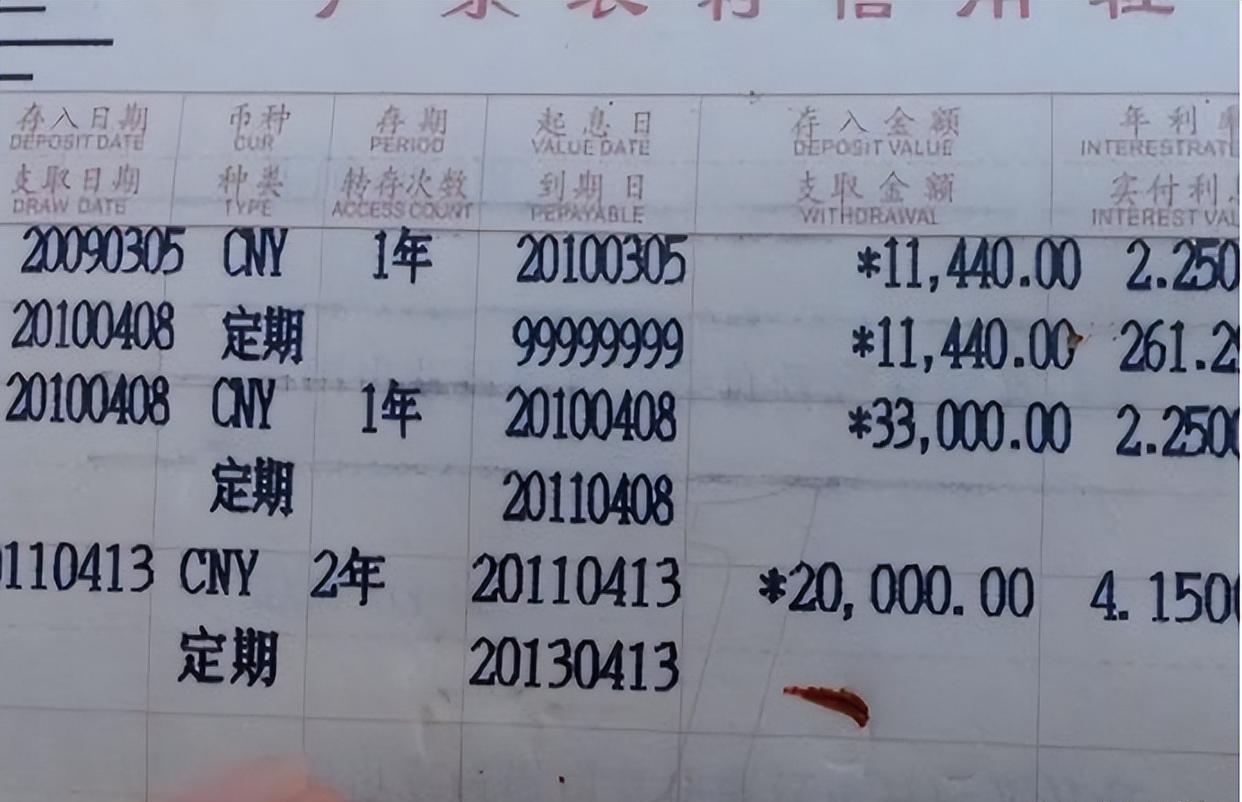 存入日期 币种 存期 起息日 存入金额 年利率
DEPOSIT DATE CUR PERIOD VALUE DATE DEPOSIT VALUE INTERESTRATE
支取日期 种类 转存次数 到期日 支取金额 实付利
DRAW DATE TYPE ACCESS COUNT PEPAYABLE WITHDRAWAL INTEREST VAL
20090305 CNY 1年 20100305 *11,440.00 2.250
20100408 定期 99999999 *11,440.00 261.2
20100408 CNY 1年 20100408 *33,000.00 2.250
定期 20110408
110413 CNY 2年 20110413 *20,000.00 4.150
定期 20130413